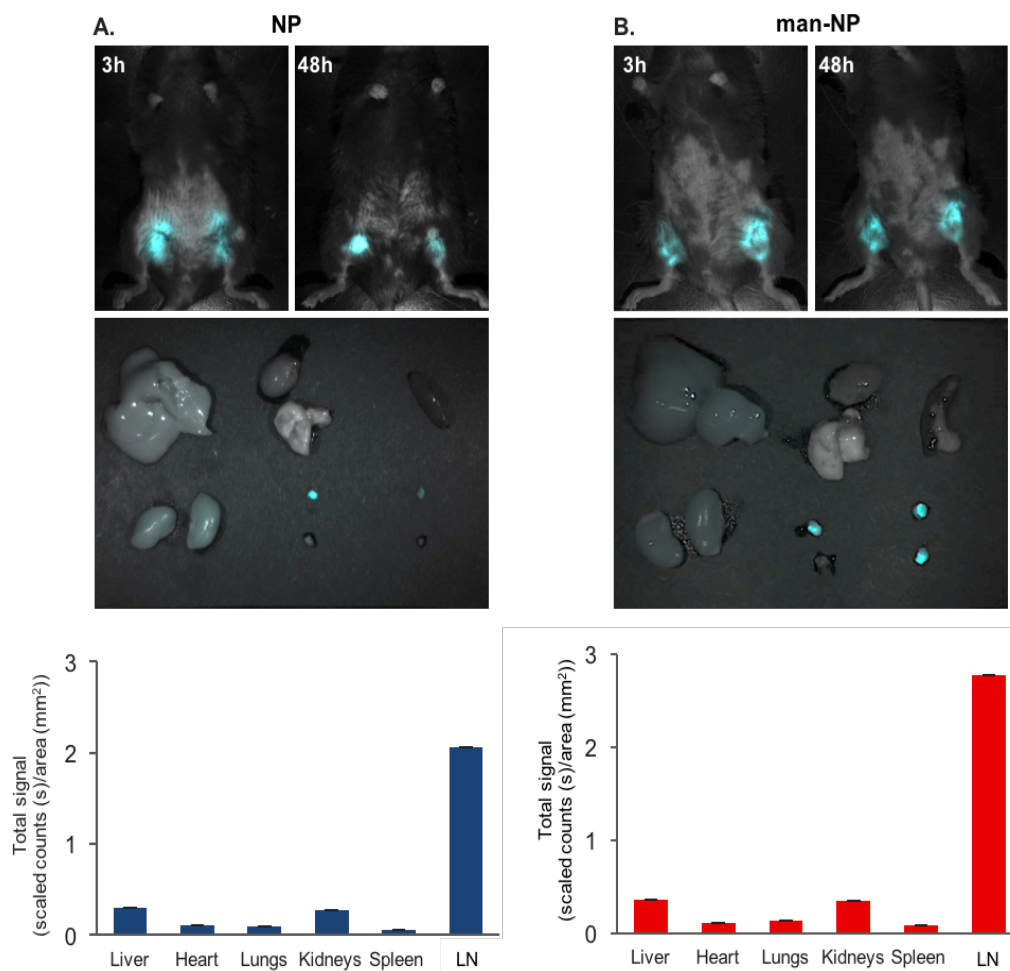 A.
NP
3h
48h
B.
man-NP
3h
48h
Total signal
(scaled counts (s)/area (mm²))
3
2
1
0
Liver
Heart
Lungs
Kidneys
Spleen
LN
Total signal
(scaled counts (s)/area (mm²))
3
2
1
0
Liver
Heart
Lungs
Kidneys
Spleen
LN